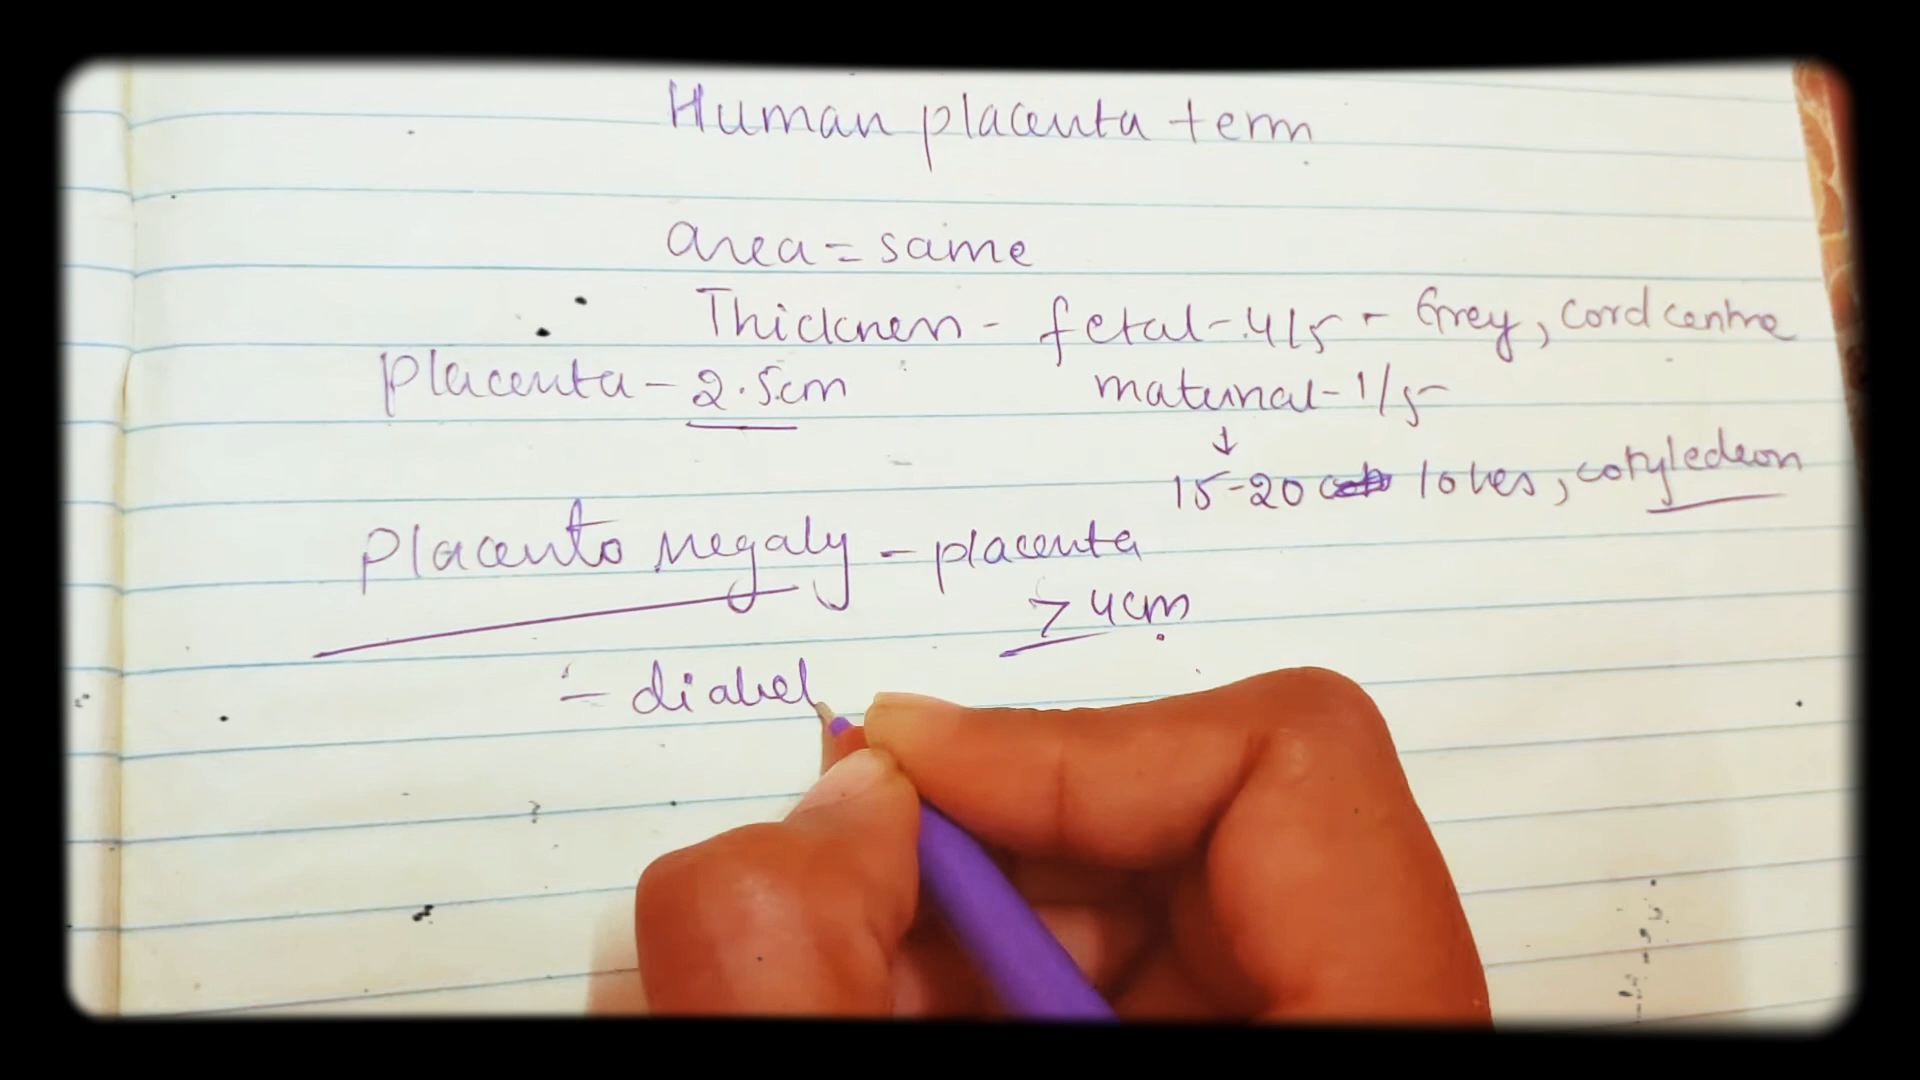 Human placenta term
area = same
Thickness - fetal - 4/5 - Grey, cord centre
placenta - 2.5cm
maternal - 1/5
↓
15-20 lobes, cotyledeon
Placento Megaly - placenta
> 4cm
- diabet